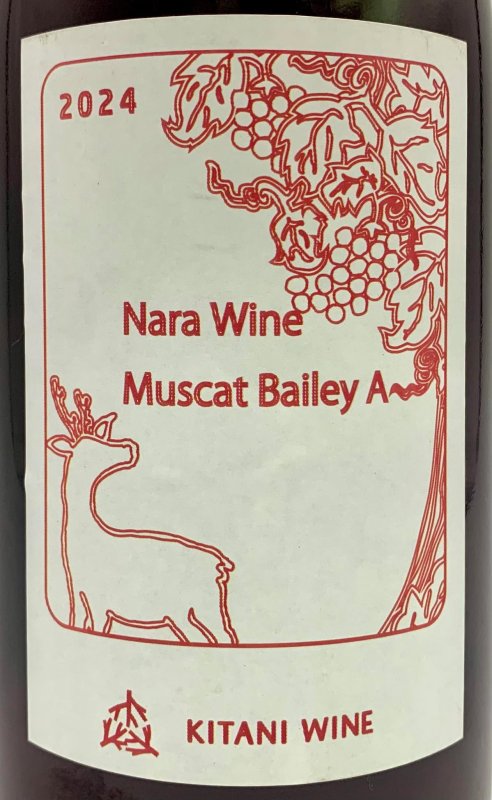 2024
Nara Wine
Muscat Bailey A
KITANI WINE